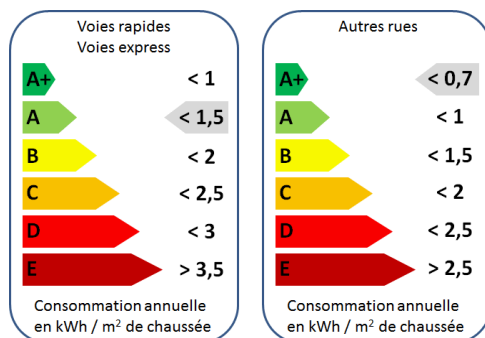 Voies rapides
Voies express
A+ < 1
A < 1,5
B < 2
C < 2,5
D < 3
E > 3,5
Consommation annuelle
en kWh / m² de chaussée
Autres rues
A+ < 0,7
A < 1
B < 1,5
C < 2
D < 2,5
E > 2,5
Consommation annuelle
en kWh / m² de chaussée